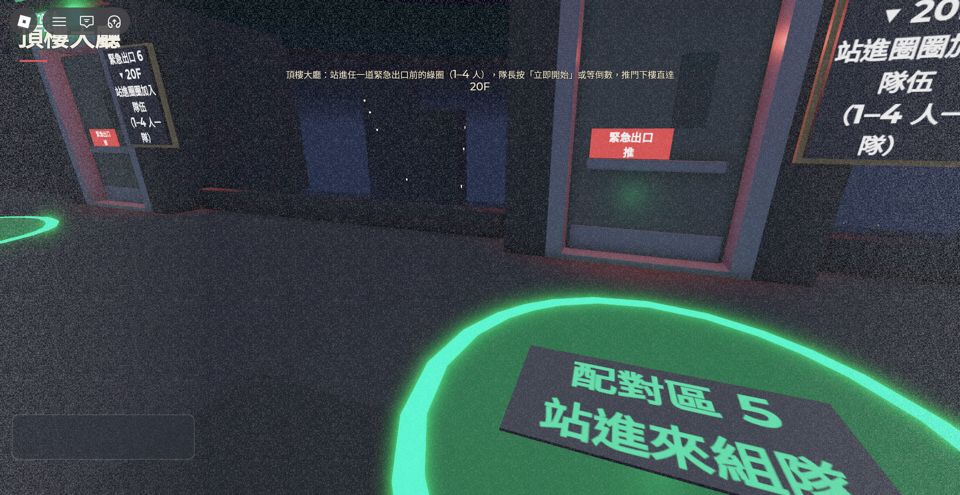 頂樓大廳
頂樓大廳：站進任一道緊急出口前的綠圈（1–4 人），隊長按「立即開始」或等倒數，推門下樓直達
20F
緊急出口 6
▼ 20F
站進圈圈加入
隊伍
（1–4 人一
隊）
緊急出口
推
緊急出口
推
▼ 20
站進圈圈加
隊伍
（1–4 人一
隊）
配對區 5
站進來組隊